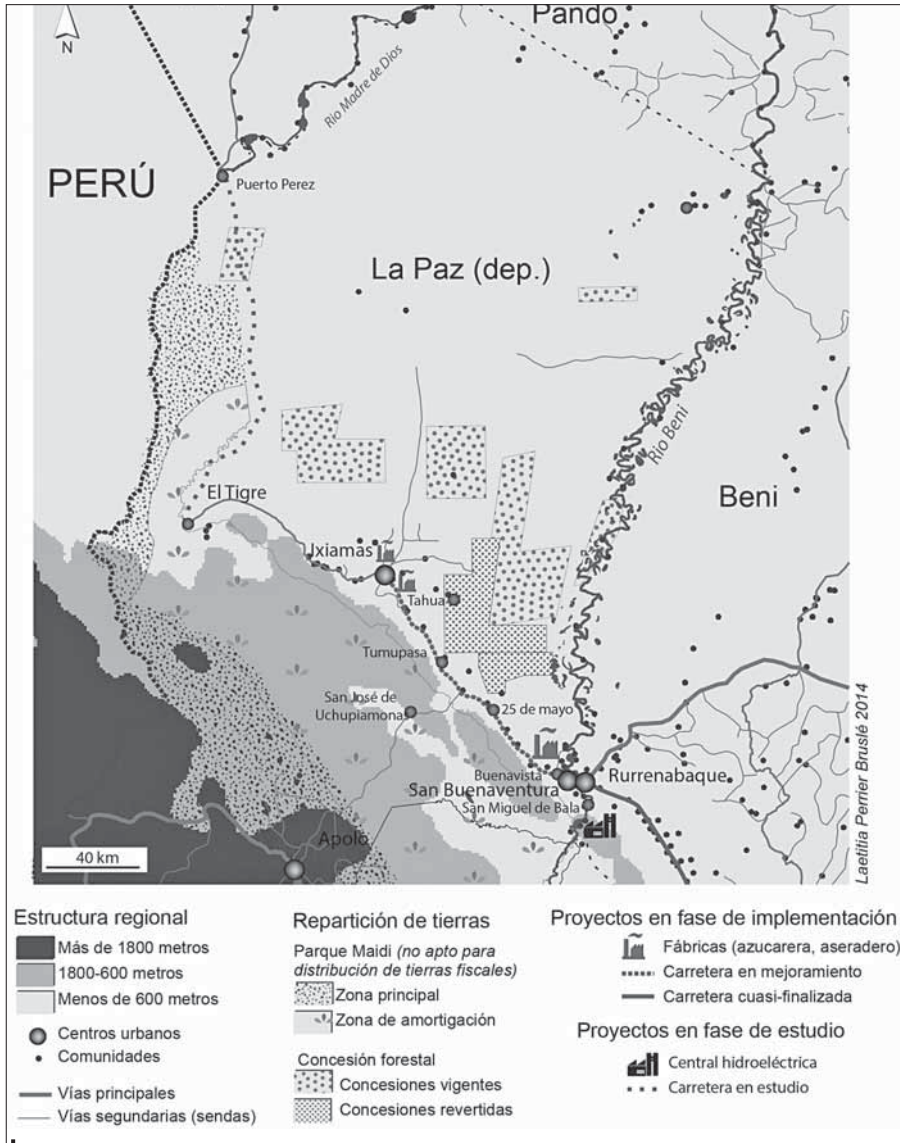 Pando
N
Río Madre de Dios
PERÚ
Puerto Perez
La Paz (dep.)
Río Beni
Beni
El Tigre
Ixiamas
Tahua
Tumupasa
San José de
Uchupiamonas
25 de mayo
Buenavista
San Buenaventura
Rurrenabaque
San Miguel de Bala
Apolo
40 km
Laetitia Perrier Bruslé 2014
Estructura regional
Más de 1800 metros
1800-600 metros
Menos de 600 metros
Centros urbanos
Comunidades
Vías principales
Vías segundarias (sendas)
Repartición de tierras
Parque Maidi (no apto para
distribución de tierras fiscales)
Zona principal
Zona de amortigación
Concesión forestal
Concesiones vigentes
Concesiones revertidas
Proyectos en fase de implementación
Fábricas (azucarera, aseradero)
Carretera en mejoramiento
Carretera cuasi-finalizada
Proyectos en fase de estudio
Central hidroeléctrica
Carretera en estudio